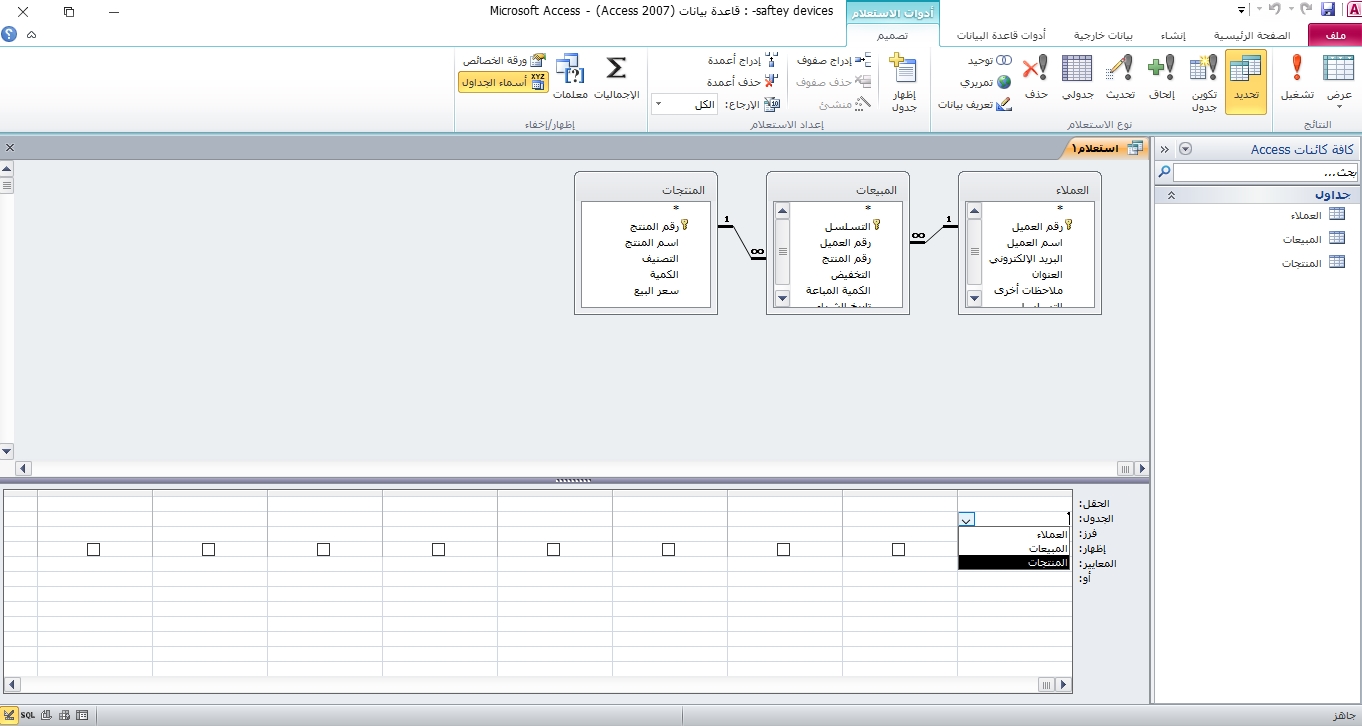 saftey devices- : قاعدة بيانات (Access 2007) - Microsoft Access
أدوات الاستعلام
ملف
الصفحة الرئيسية
إنشاء
بيانات خارجية
أدوات قاعدة البيانات
تصميم
عرض
تشغيل
النتائج
تحديد
تكوين جدول
إلحاق
تحديث
جدولي
حذف
توحيد
تمريري
تعريف بيانات
نوع الاستعلام
إظهار جدول
إدراج صفوف
حذف صفوف
منشئ
إدراج أعمدة
حذف أعمدة
الإرجاع: الكل
إعداد الاستعلام
الإجماليات
معلمات
ورقة الخصائص
أسماء الجداول
إظهار/إخفاء
كافة كائنات Access
بحث...
جداول
العملاء
المبيعات
المنتجات
استعلام١
العملاء
*
رقم العميل
اسم العميل
البريد الإلكتروني
العنوان
ملاحظات أخرى
المبيعات
*
التسلسل
رقم العميل
رقم المنتج
التخفيض
الكمية المباعة
المنتجات
*
رقم المنتج
اسم المنتج
التصنيف
الكمية
سعر البيع
1
∞
1
∞
الحقل:
الجدول:
فرز:
إظهار:
المعايير:
أو:
العملاء
المبيعات
المنتجات
SQL
جاهز